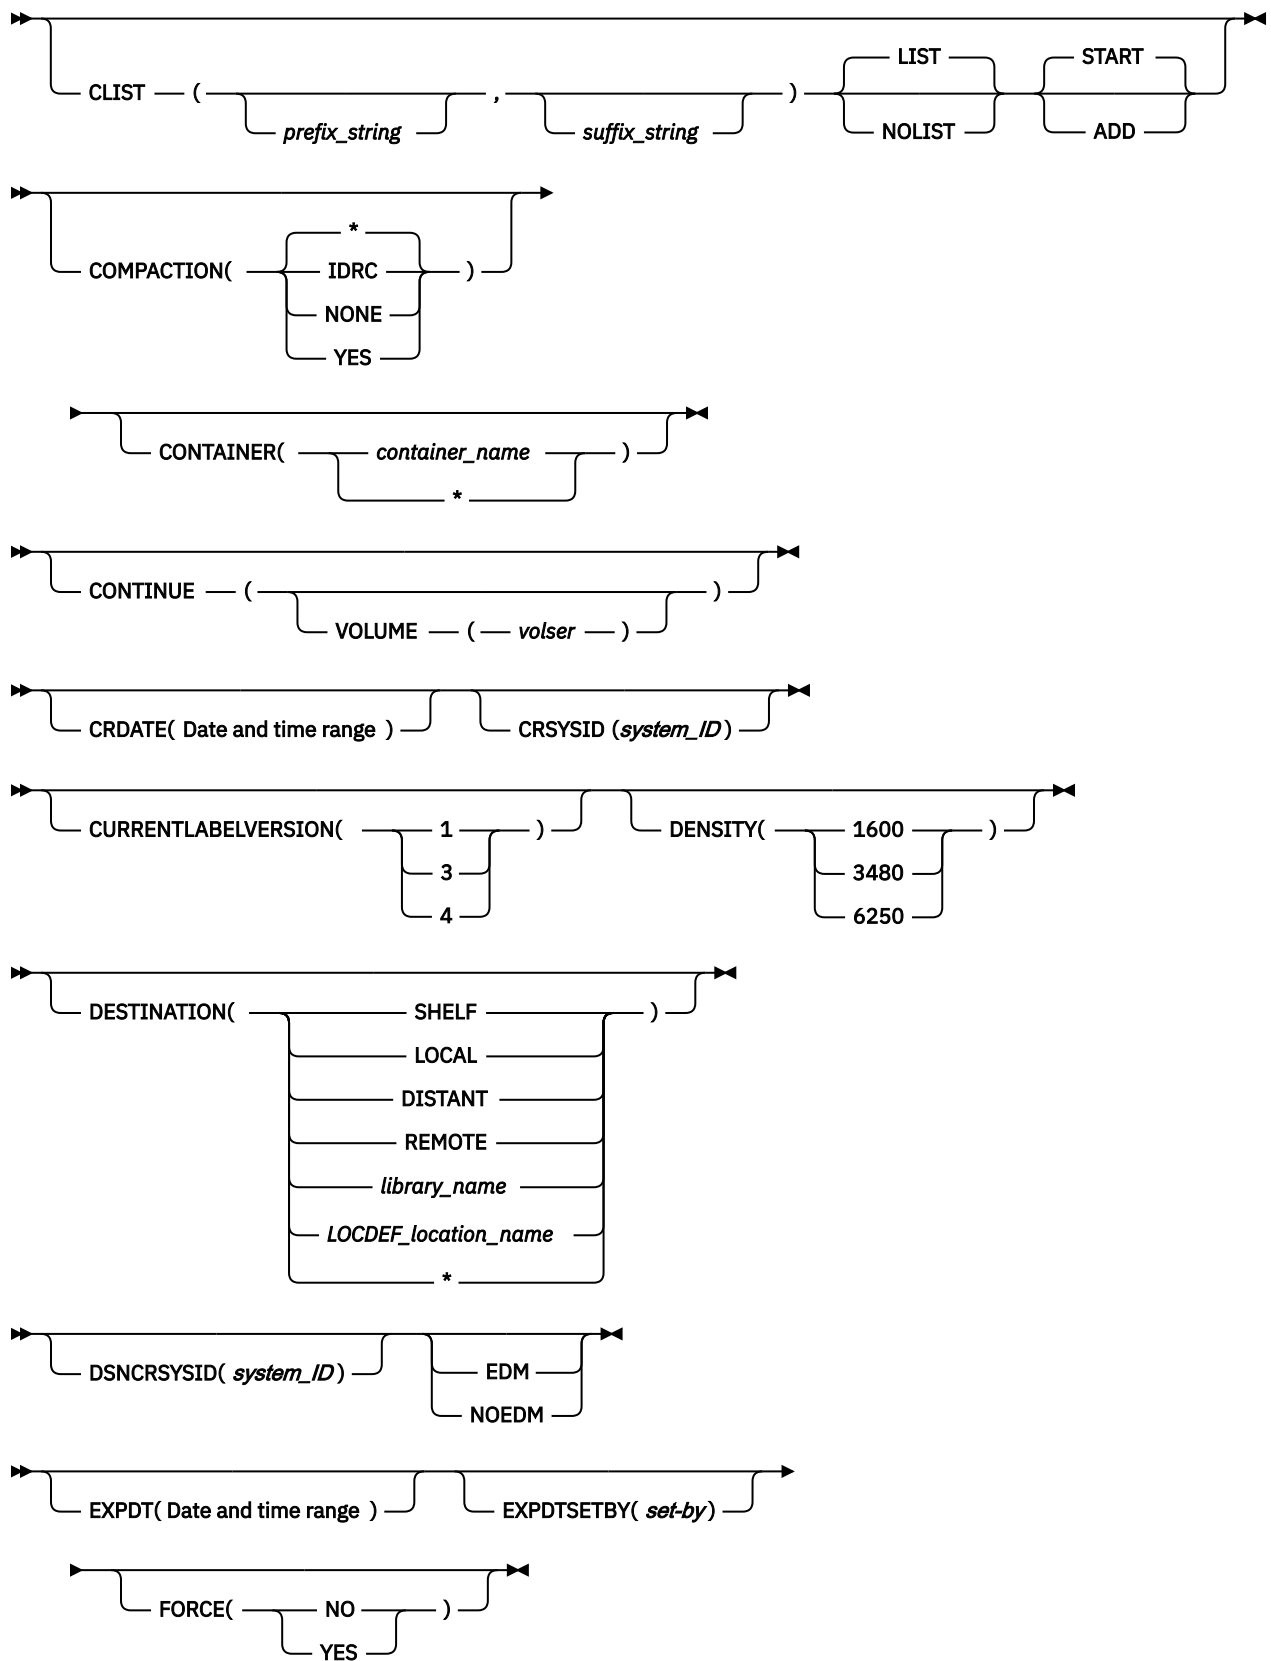 LIST START
CLIST ( , )
prefix_string suffix_string NOLIST ADD
*
COMPACTION( IDRC )
NONE
YES
CONTAINER( container_name )
*
CONTINUE ( )
VOLUME ( volser )
CRDATE( Date and time range ) CRSYSID (system_ID)
CURRENTLABELVERSION( 1 ) DENSITY( 1600 )
3 3480
4 6250
DESTINATION( SHELF )
LOCAL
DISTANT
REMOTE
library_name
LOCDEF_location_name
*
DSNCRSYSID( system_ID ) EDM
NOEDM
EXPDT( Date and time range ) EXPDTSETBY( set-by)
FORCE( NO )
YES